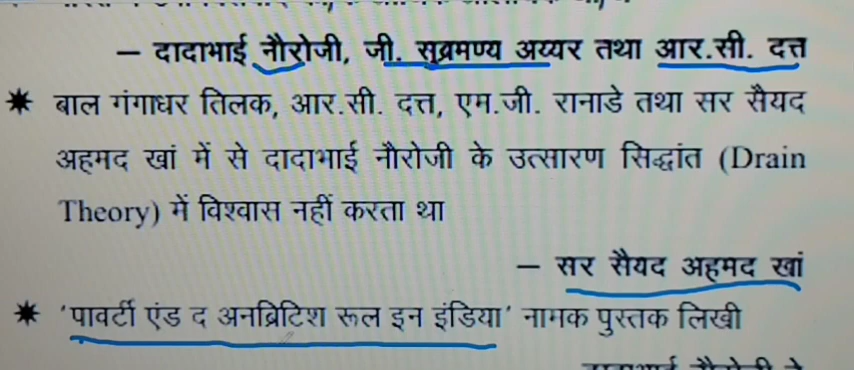 – दादाभाई नौरोजी, जी. सुब्रमण्य अय्यर तथा आर.सी. दत्त
✷ बाल गंगाधर तिलक, आर.सी. दत्त, एम.जी. रानाडे तथा सर सैयद
अहमद खां में से दादाभाई नौरोजी के उत्सारण सिद्धांत (Drain
Theory) में विश्वास नहीं करता था
– सर सैयद अहमद खां
✷ 'पावर्टी एंड द अनब्रिटिश रूल इन इंडिया' नामक पुस्तक लिखी
दादाभाई नौरोजी ने